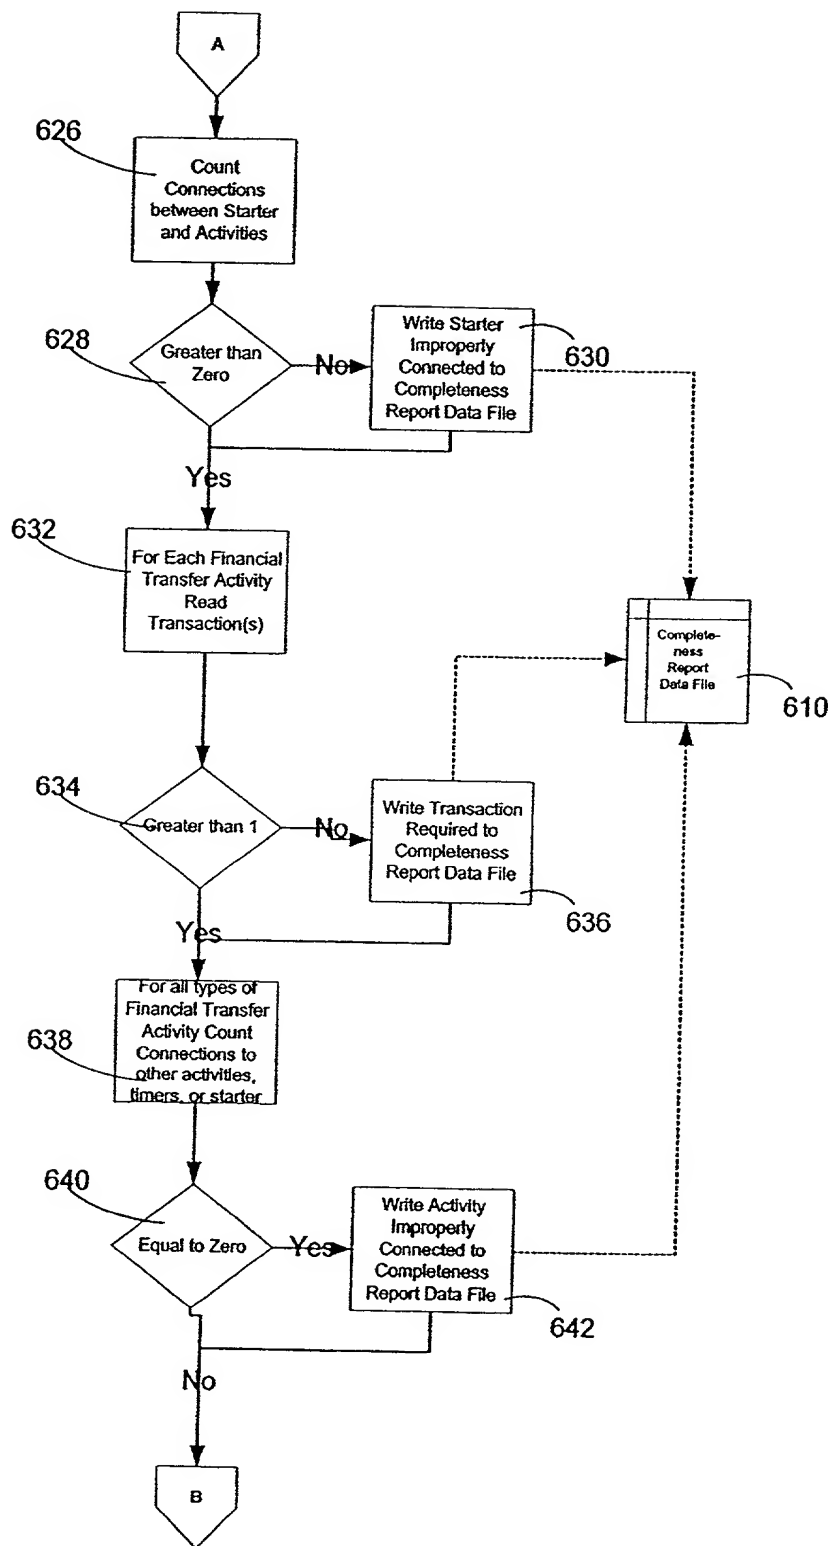 A
626
Count
Connections
between Starter
and Activities
628
Greater than
Zero
No
Write Starter
Improperly
Connected to
Completeness
Report Data File
630
Yes
632
For Each Financial
Transfer Activity
Read
Transaction(s)
Complete-
ness
Report
Data File
610
634
Greater than 1
No
Write Transaction
Required to
Completeness
Report Data File
636
Yes
638
For all types of
Financial Transfer
Activity Count
Connections to
other activities,
timers, or starter
640
Equal to Zero
Yes
Write Activity
Improperly
Connected to
Completeness
Report Data File
642
No
B